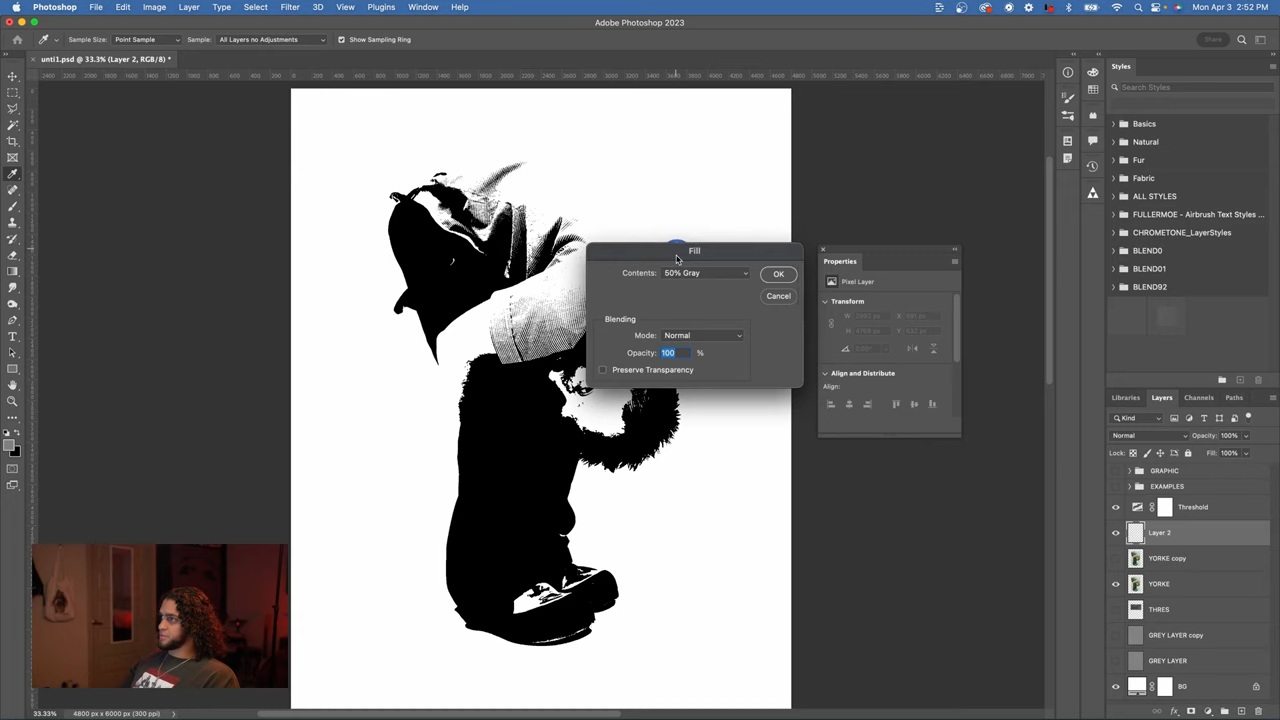 Photoshop File Edit Image Layer Type Select Filter 3D View Plugins Window Help
Mon Apr 3 2:52 PM
Adobe Photoshop 2023
Sample Size: Point Sample Sample: All Layers no Adjustments Show Sampling Ring
Share
unti1.psd @ 33.3% (Layer 2, RGB/8) *
Styles
Search Styles
Basics
Natural
Fur
Fabric
ALL STYLES
FULLERMOE - Airbrush Text Styles ...
CHROMETONE_LayerStyles
BLEND0
BLEND01
BLEND92
Fill
Contents: 50% Gray
OK
Cancel
Blending
Mode: Normal
Opacity: 100 %
Preserve Transparency
Properties
Pixel Layer
Transform
W
H
X
Y
0.00°
Align and Distribute
Align:
Libraries Layers Channels Paths
Kind
Normal Opacity: 100%
Lock: Fill: 100%
GRAPHIC
EXAMPLES
Threshold
Layer 2
YORKE copy
YORKE
THRES
GREY LAYER copy
GREY LAYER
BG
33.33% 4800 px x 6000 px (300 ppi)